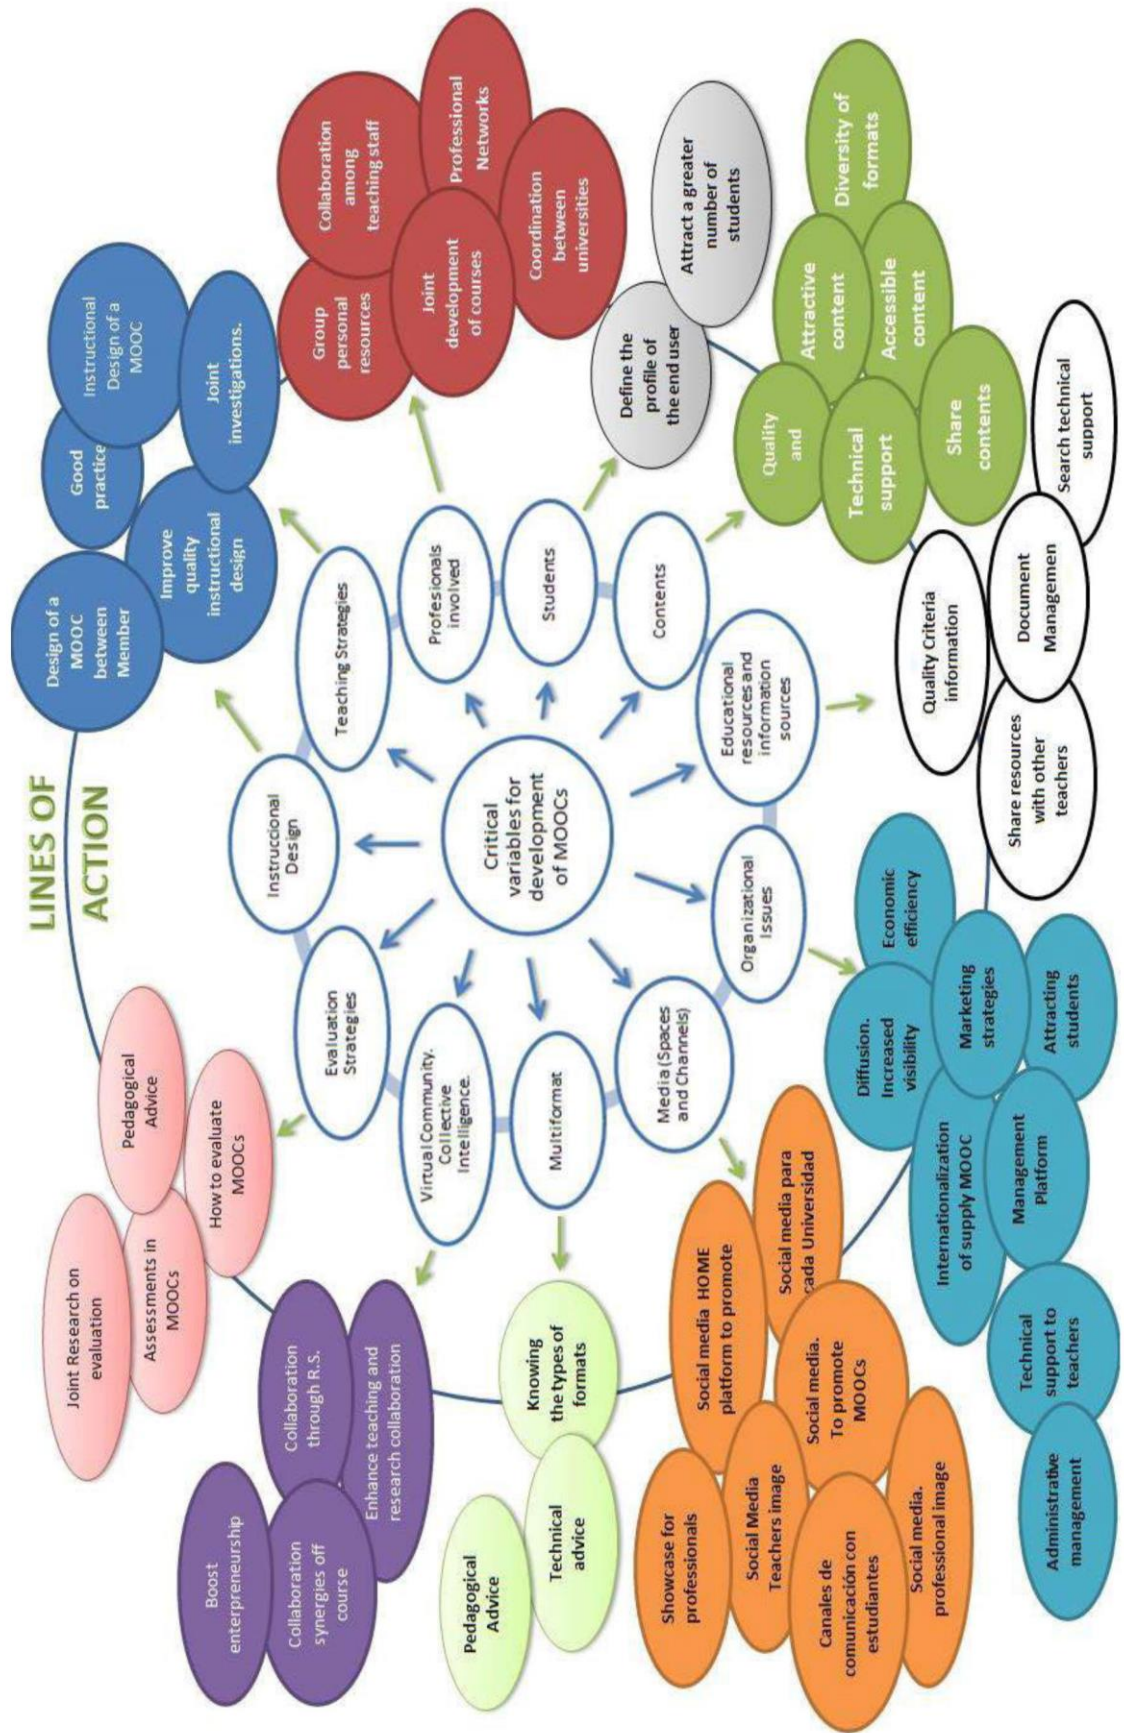 LINES OF
ACTION
Critical
variables for
development
of MOOCs
Instruccional
Design
Teaching Strategies
Profesionals
involved
Students
Contents
Educational
resources and
information
sources
Organizational
Issues
Media (Spaces
and Channels)
Multiformat
Virtual Community.
Collective
Intelligence.
Evaluation
Strategies
Design of a
MOOC
between
Member
Good
practice
Instructional
Design of a
MOOC
Improve
quality
instructional
design
Joint
investigations.
Group
personal
resources
Collaboration
among
teaching staff
Joint
development
of courses
Professional
Networks
Coordination
between
universities
Define the
profile of
the end user
Attract a greater
number of
students
Quality
and
Attractive
content
Diversity of
formats
Technical
support
Accessible
content
Share
contents
Quality Criteria
information
Document
Managemen
Search technical
support
Share resources
with other
teachers
Diffusion.
Increased
visibility
Economic
efficiency
Marketing
strategies
Internationalization
of supply MOOC
Attracting
students
Management
Platform
Technical
support to
teachers
Administrative
management
Social media para
cada Universidad
Social media HOME
platform to promote
Social media.
To promote
MOOCs
Showcase for
professionals
Social Media
Teachers image
Canales de
comunicación con
estudiantes
Social media.
professional image
Knowing
the types of
formats
Pedagogical
Advice
Technical
advice
Collaboration
through R.S.
Enhance teaching and
research collaboration
Boost
enterpreneurship
Collaboration
synergies off
course
Pedagogical
Advice
How to evaluate
MOOCs
Joint Research on
evaluation
Assessments in
MOOCs